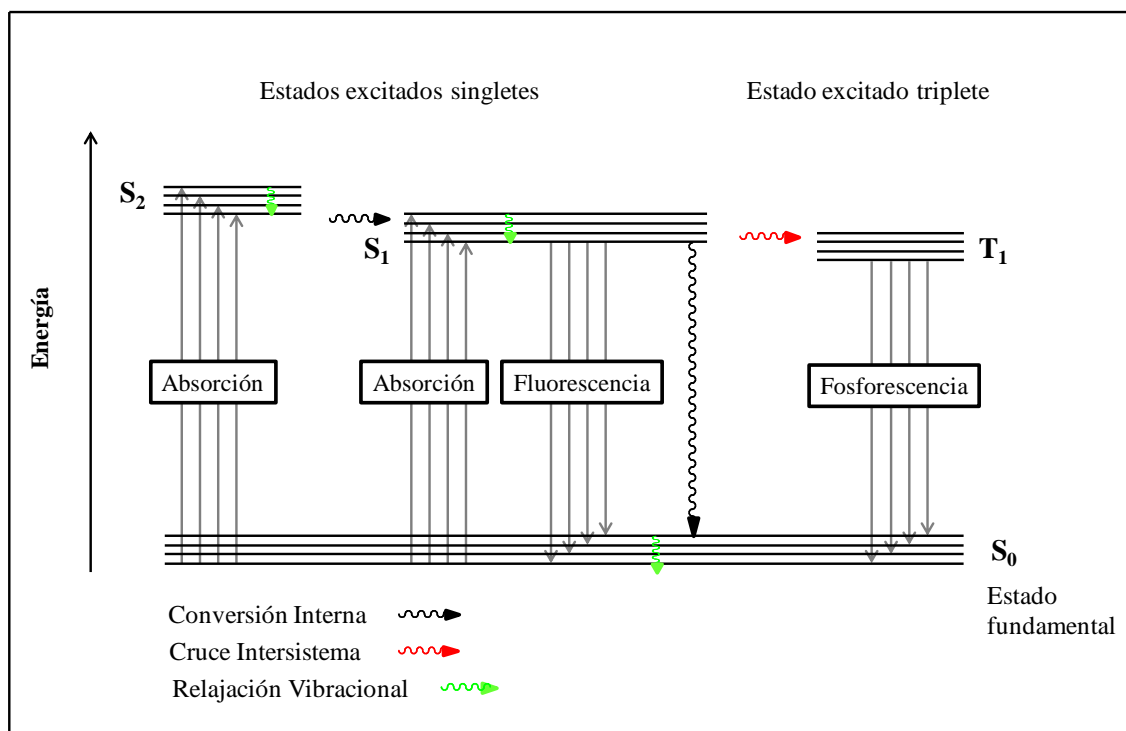 Estados excitados singletes
Estado excitado triplete
S2
S1
T1
Energía
Absorción
Absorción
Fluorescencia
Fosforescencia
S0
Estado
fundamental
Conversión Interna
Cruce Intersistema
Relajación Vibracional